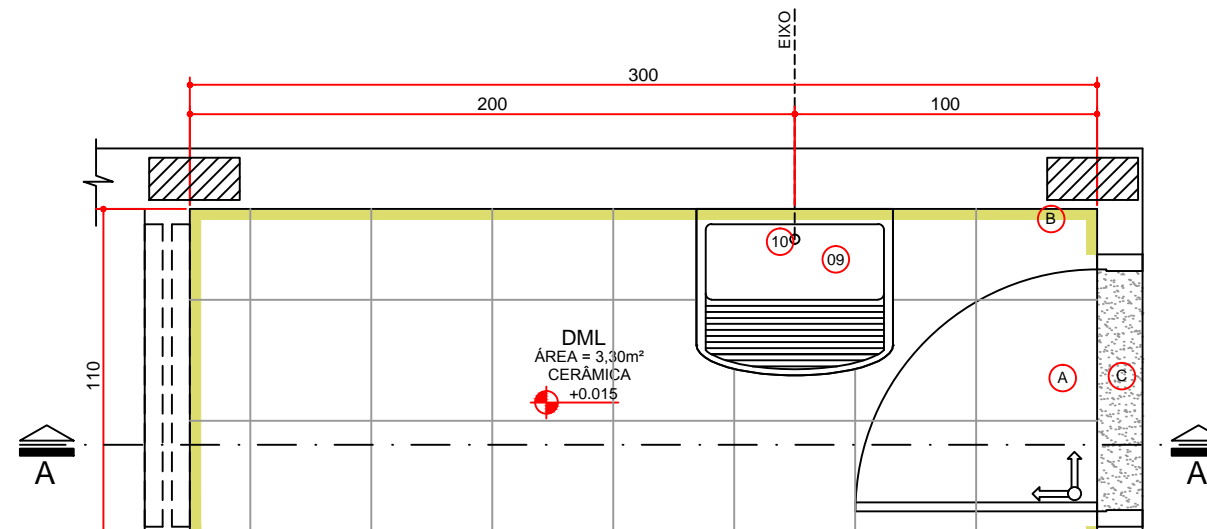 EIXO
300
200
100
B
10
09
110
DML
ÁREA = 3,30m²
CERÂMICA
+0.015
A
C
A
A